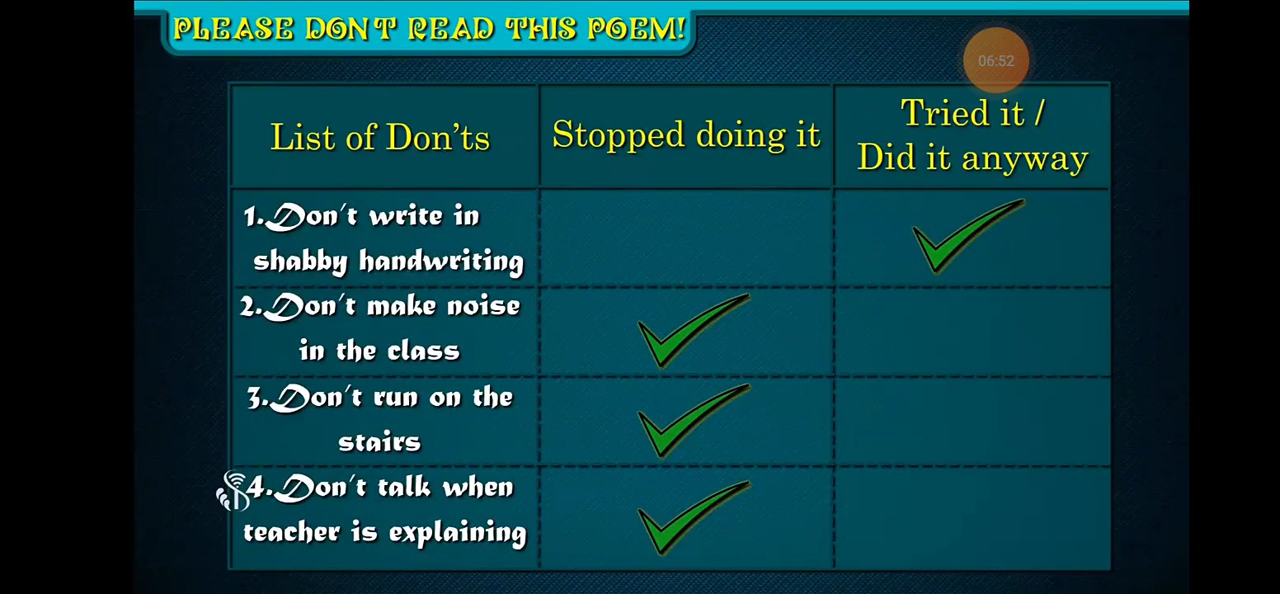 PLEASE DON'T READ THIS POEM!
06:52
List of Don'ts
Stopped doing it
Tried it /
Did it anyway
1.Don't write in
shabby handwriting
2.Don't make noise
in the class
3.Don't run on the
stairs
4.Don't talk when
teacher is explaining